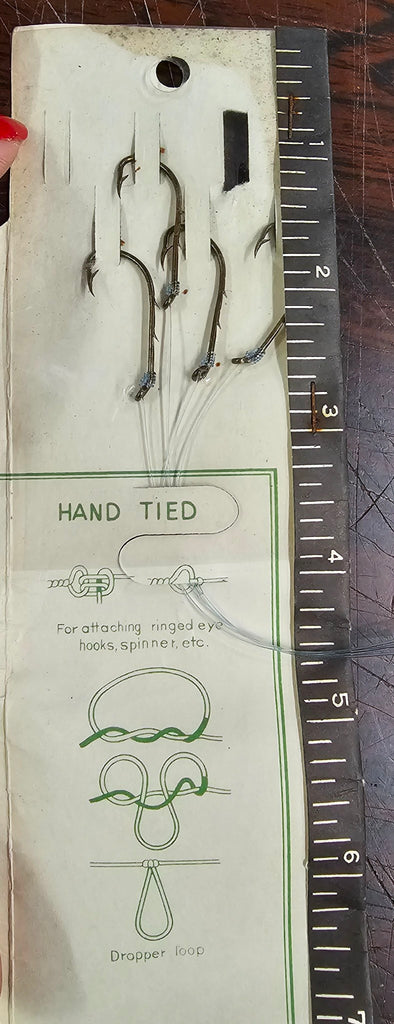 1
2
3
HAND TIED
4
For attaching ringed eye
hooks, spinner, etc.
5
6
Dropper loop
7